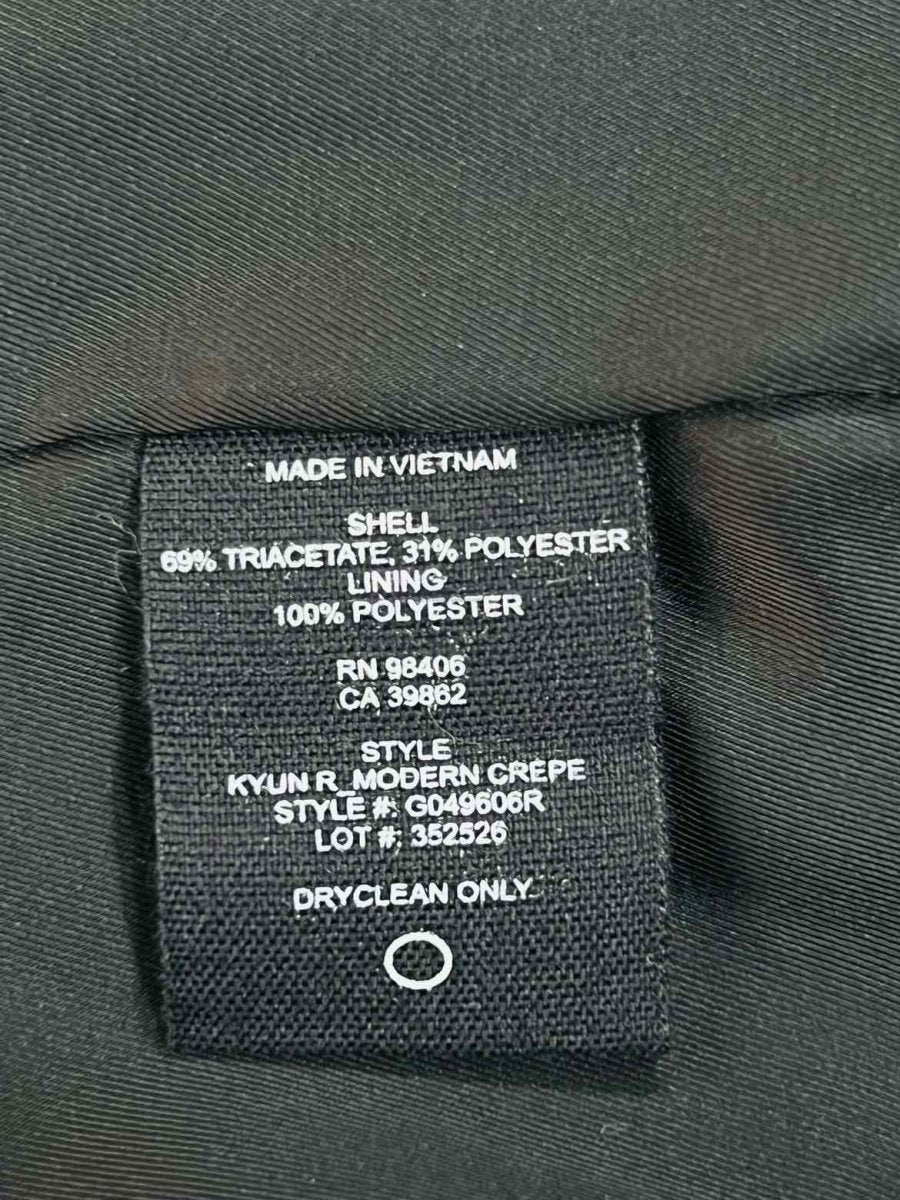 MADE IN VIETNAM
SHELL
69% TRIACETATE, 31% POLYESTER
LINING
100% POLYESTER
RN 98406
CA 39862
STYLE
KYUN R_MODERN CREPE
STYLE #: G049606R
LOT #: 352526
DRYCLEAN ONLY